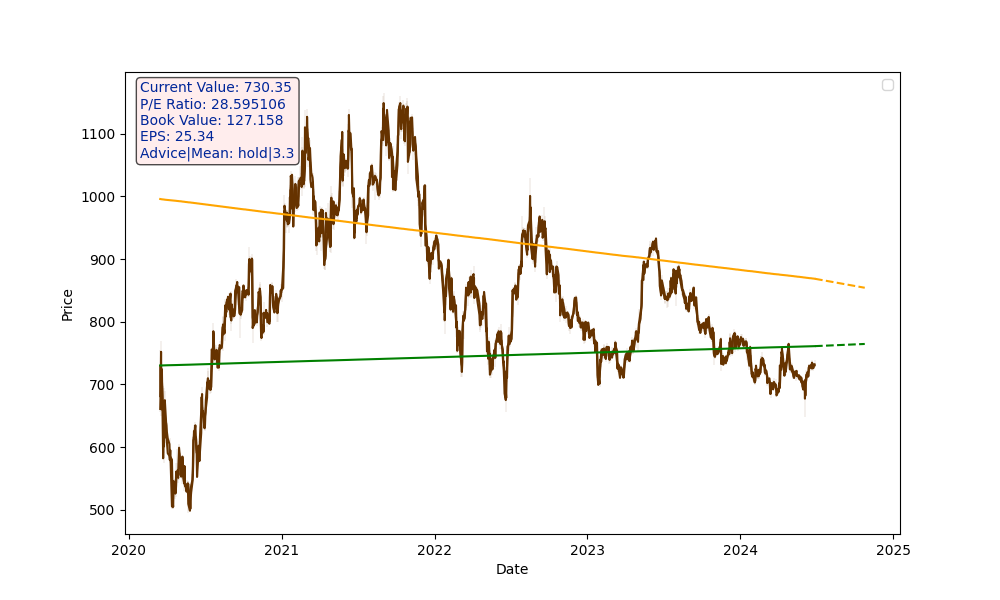 Current Value: 730.35
P/E Ratio: 28.595106
Book Value: 127.158
EPS: 25.34
Advice|Mean: hold|3.3
Price
1100
1000
900
800
700
600
500
2020 2021 2022 2023 2024 2025
Date